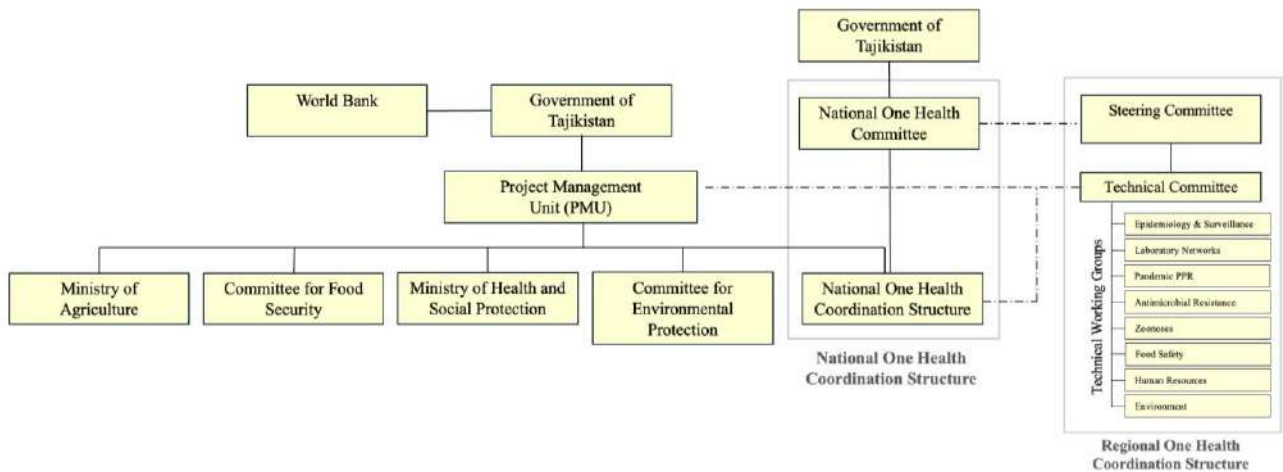 Government of
Tajikistan
World Bank
Government of
Tajikistan
National One Health
Committee
Steering Committee
Project Management
Unit (PMU)
Technical Committee
Technical Working Groups
Epidemiology & Surveillance
Laboratory Networks
Pandemic PPR
Antimicrobial Resistance
Zoonoses
Food Safety
Human Resources
Environment
Ministry of
Agriculture
Committee for Food
Security
Ministry of Health and
Social Protection
Committee for
Environmental
Protection
National One Health
Coordination Structure
National One Health
Coordination Structure
Regional One Health
Coordination Structure